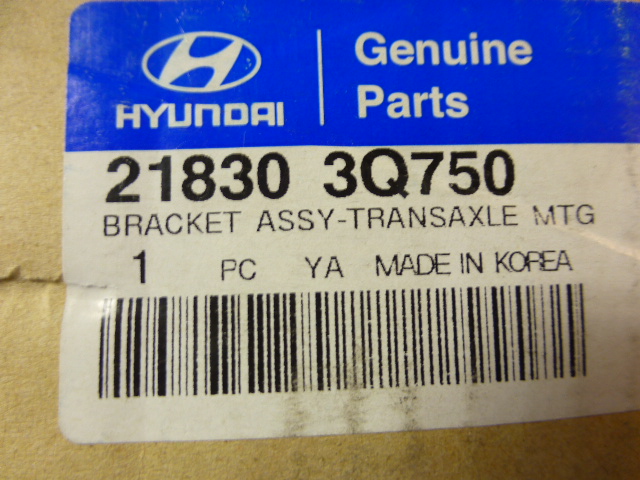 HYUNDAI
Genuine
Parts
21830 3Q750
BRACKET ASSY-TRANSAXLE MTG
1 PC YA MADE IN KOREA